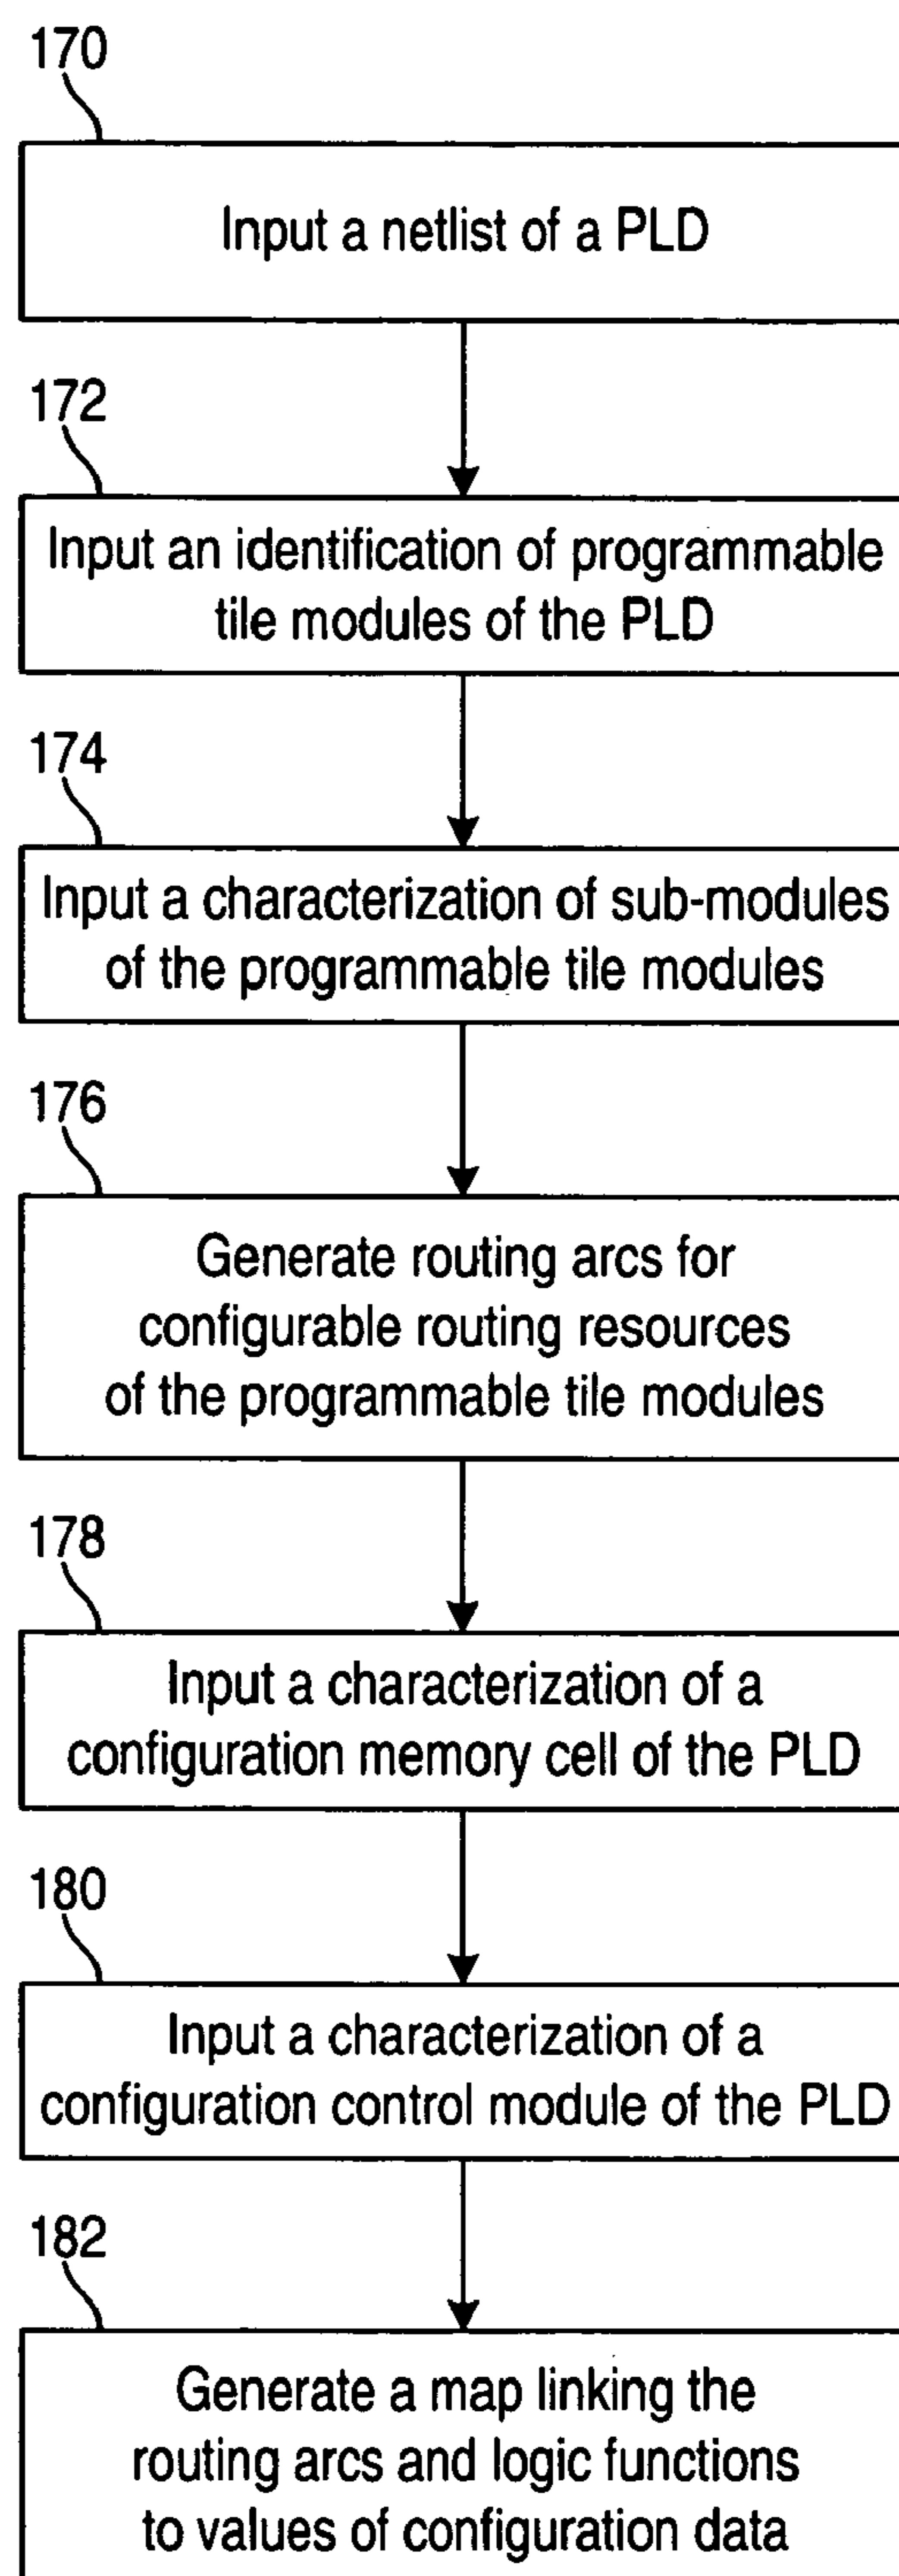 170
Input a netlist of a PLD
172
Input an identification of programmable
tile modules of the PLD
174
Input a characterization of sub-modules
of the programmable tile modules
176
Generate routing arcs for
configurable routing resources
of the programmable tile modules
178
Input a characterization of a
configuration memory cell of the PLD
180
Input a characterization of a
configuration control module of the PLD
182
Generate a map linking the
routing arcs and logic functions
to values of configuration data